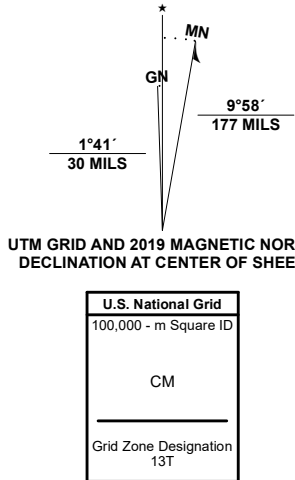 ★
MN
GN
9°58´
177 MILS
1°41´
30 MILS
UTM GRID AND 2019 MAGNETIC NOR
DECLINATION AT CENTER OF SHEE
U.S. National Grid
100,000 - m Square ID
CM
Grid Zone Designation
13T